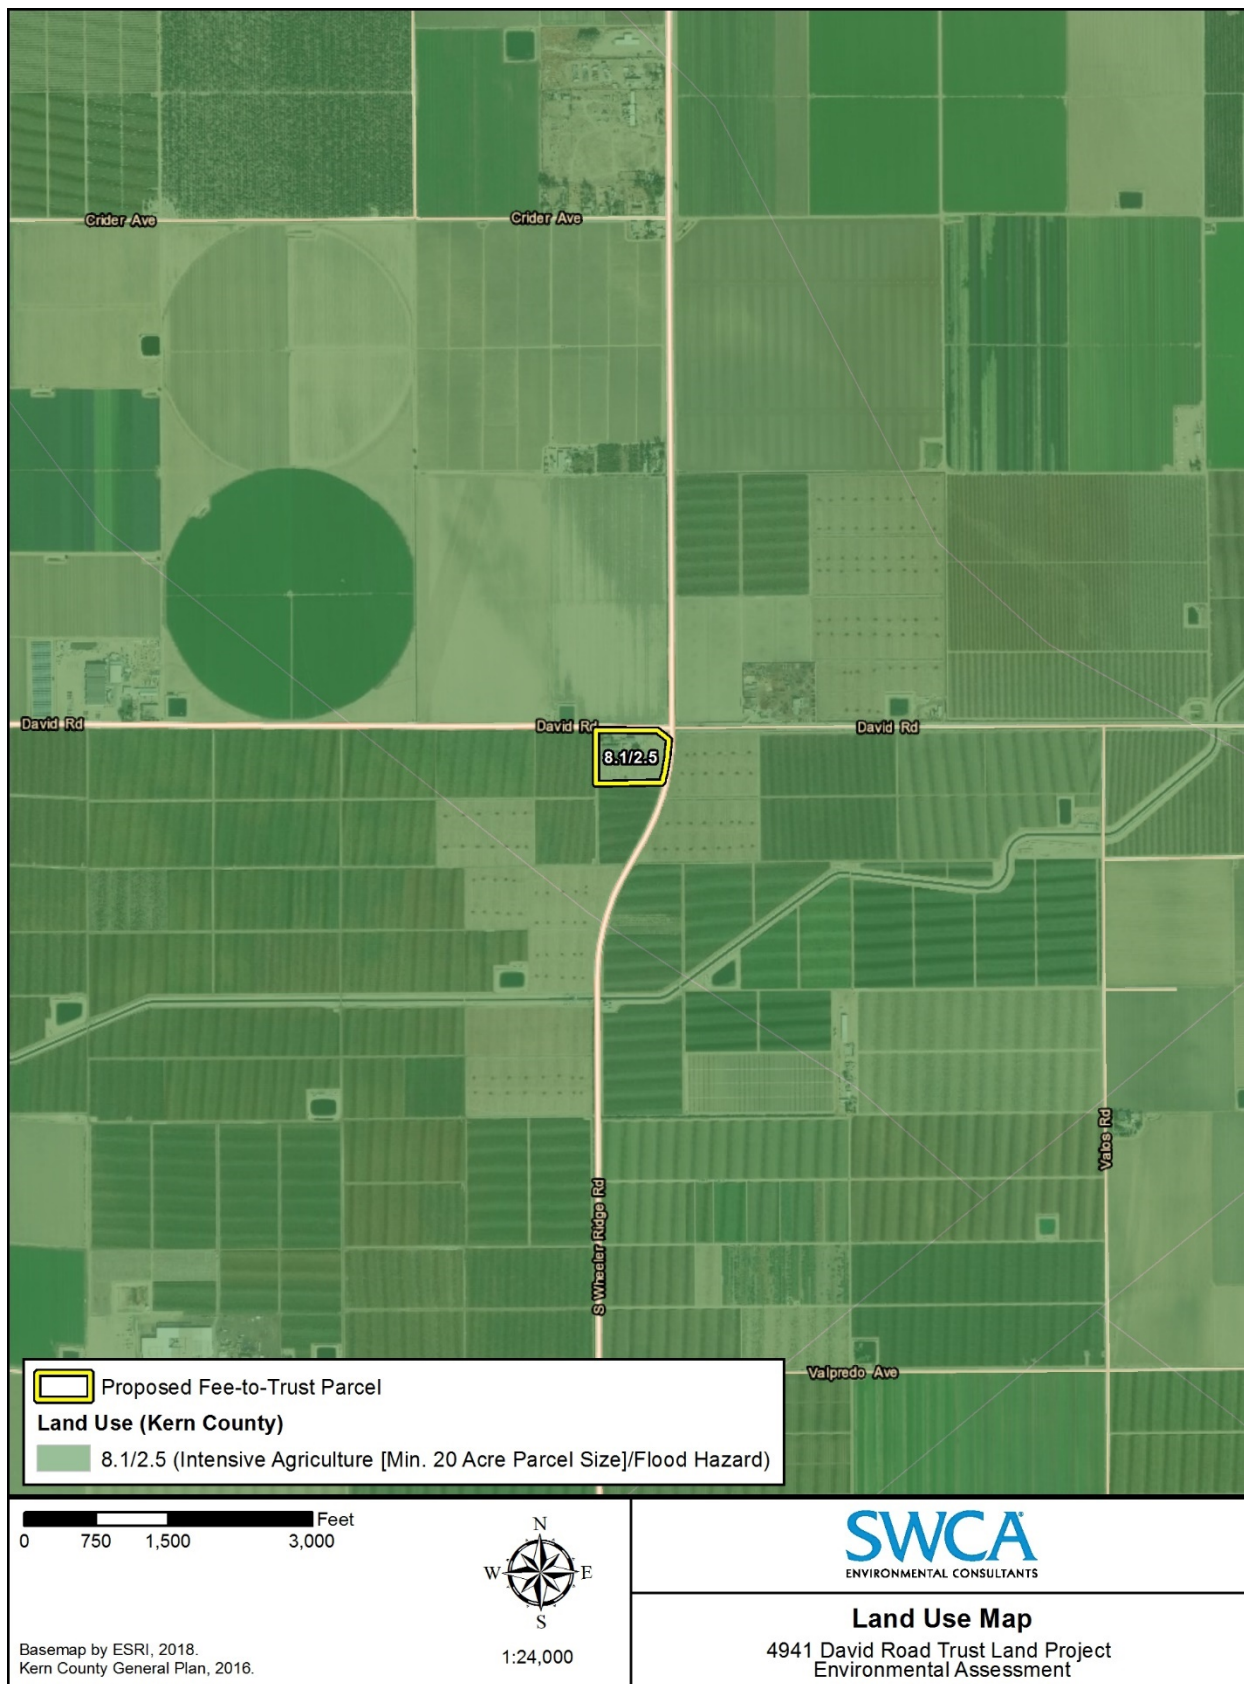 Crider Ave
Crider Ave
David Rd
David Rd
David Rd
8.1/2.5
Valos Rd
S Wheeler Ridge Rd
Valpredo Ave
Proposed Fee-to-Trust Parcel
Land Use (Kern County)
8.1/2.5 (Intensive Agriculture [Min. 20 Acre Parcel Size]/Flood Hazard)
Feet
0 750 1,500 3,000
N
W E
S
1:24,000
Basemap by ESRI, 2018.
Kern County General Plan, 2016.
SWCA
ENVIRONMENTAL CONSULTANTS
Land Use Map
4941 David Road Trust Land Project
Environmental Assessment